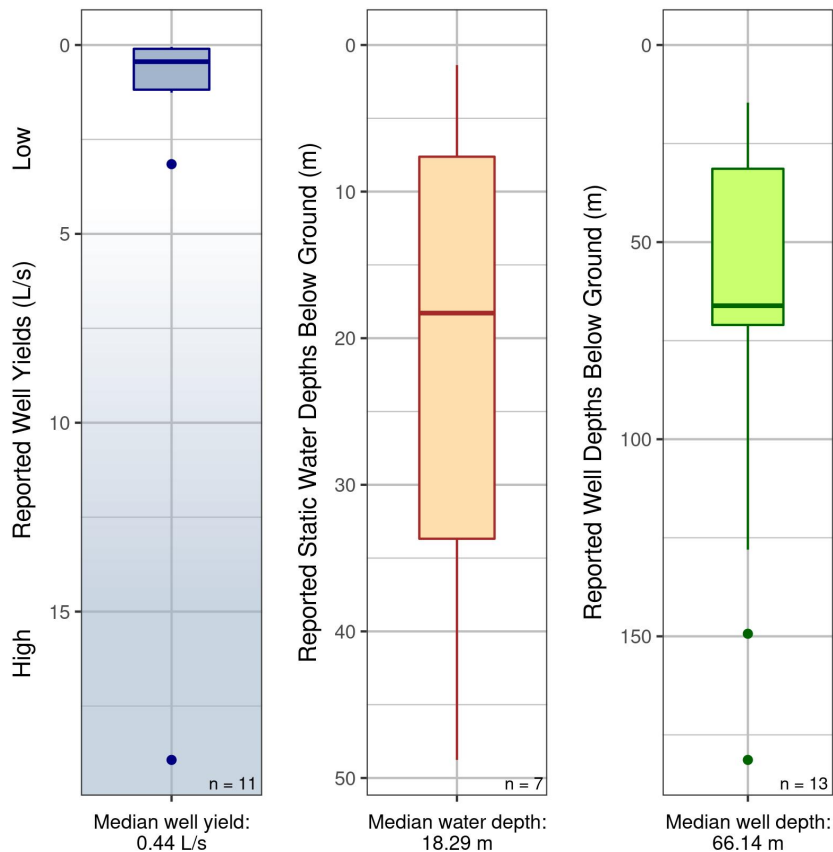 Reported Well Yields (L/s)
Low
High
0
5
10
15
n = 11
Median well yield:
0.44 L/s
Reported Static Water Depths Below Ground (m)
0
10
20
30
40
50
n = 7
Median water depth:
18.29 m
Reported Well Depths Below Ground (m)
0
50
100
150
n = 13
Median well depth:
66.14 m